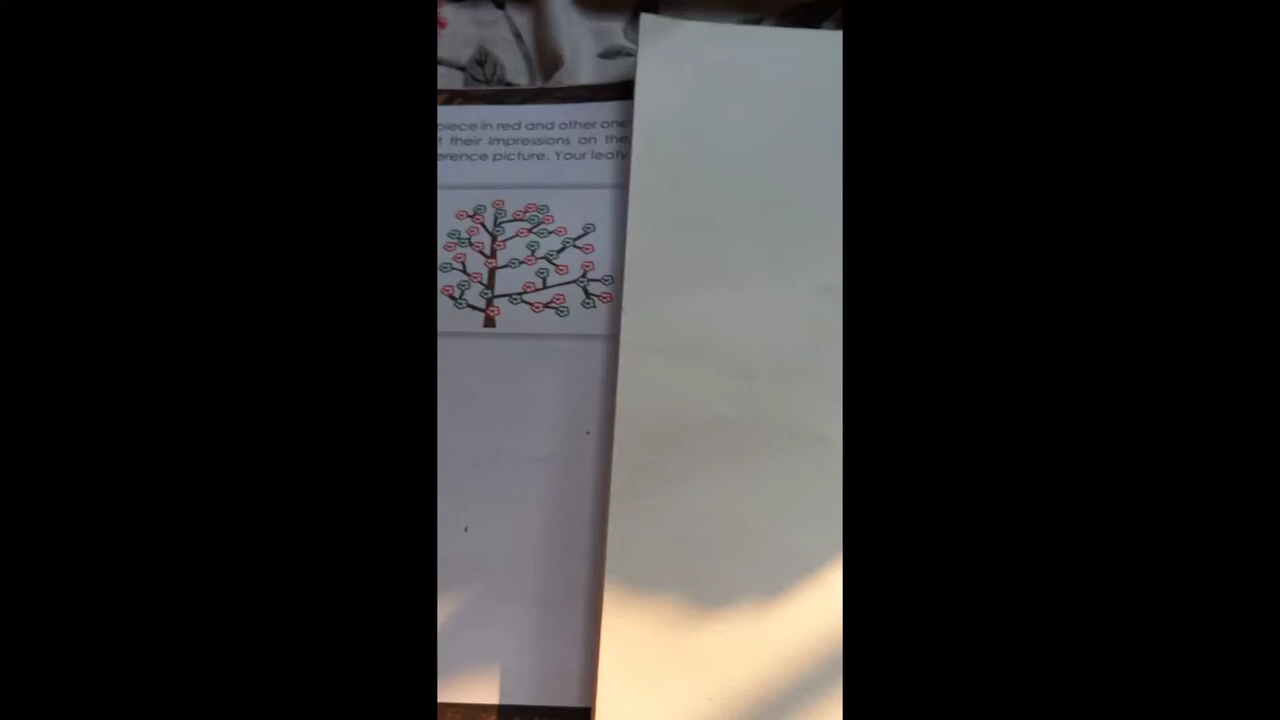 piece in red and other one
t their impressions on the
erence picture. Your leafy